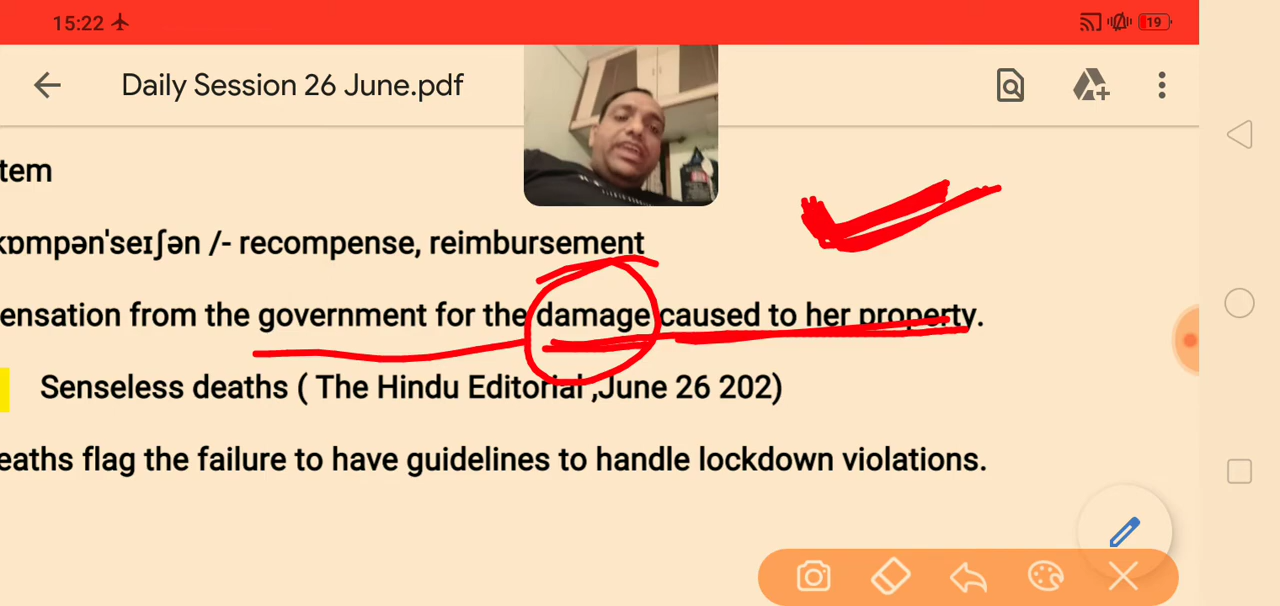 15:22
19
Daily Session 26 June.pdf
tem
kɒmpən'seɪʃən /- recompense, reimbursement
ensation from the government for the damage caused to her property.
Senseless deaths ( The Hindu Editorial ,June 26 202)
eaths flag the failure to have guidelines to handle lockdown violations.